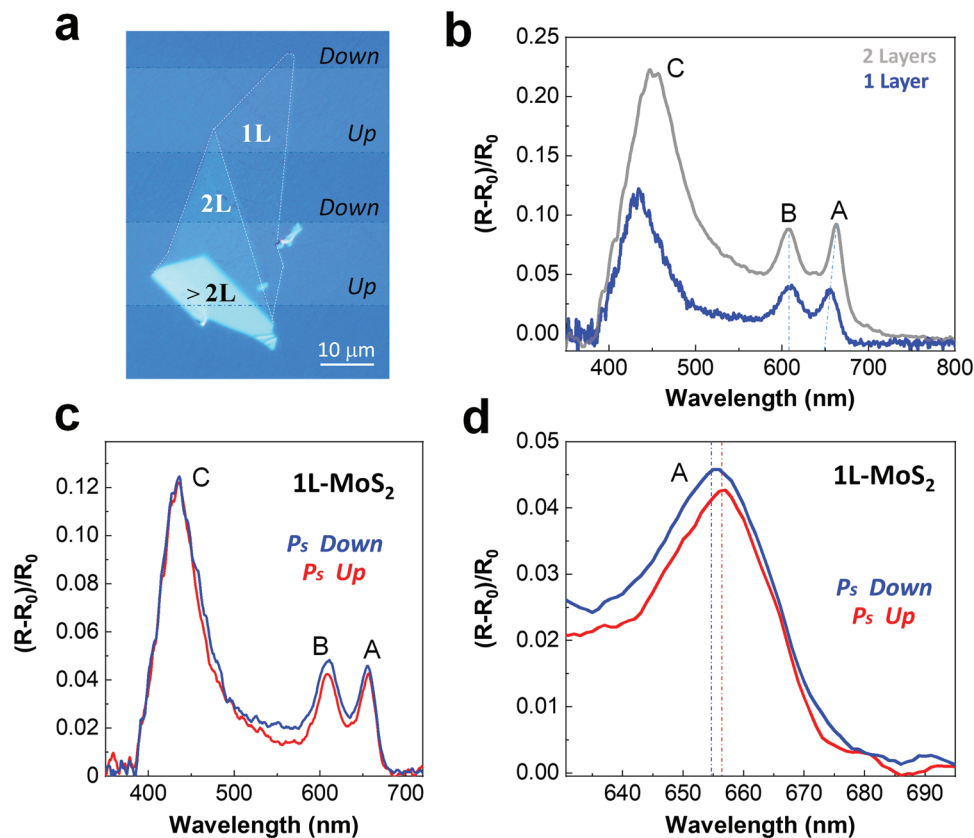 a
Down
1L
Up
2L
Down
Up
> 2L
10 μm
b
0.25
0.20
0.15
0.10
0.05
0.00
(R-R₀)/R₀
C
B
A
2 Layers
1 Layer
400
500
600
700
800
Wavelength (nm)
c
0.12
0.10
0.08
0.06
0.04
0.02
0
(R-R₀)/R₀
C
B
A
1L-MoS₂
Pₛ Down
Pₛ Up
400
500
600
700
Wavelength (nm)
d
0.05
0.04
0.03
0.02
0.01
0.00
(R-R₀)/R₀
A
1L-MoS₂
Pₛ Down
Pₛ Up
640
650
660
670
680
690
Wavelength (nm)